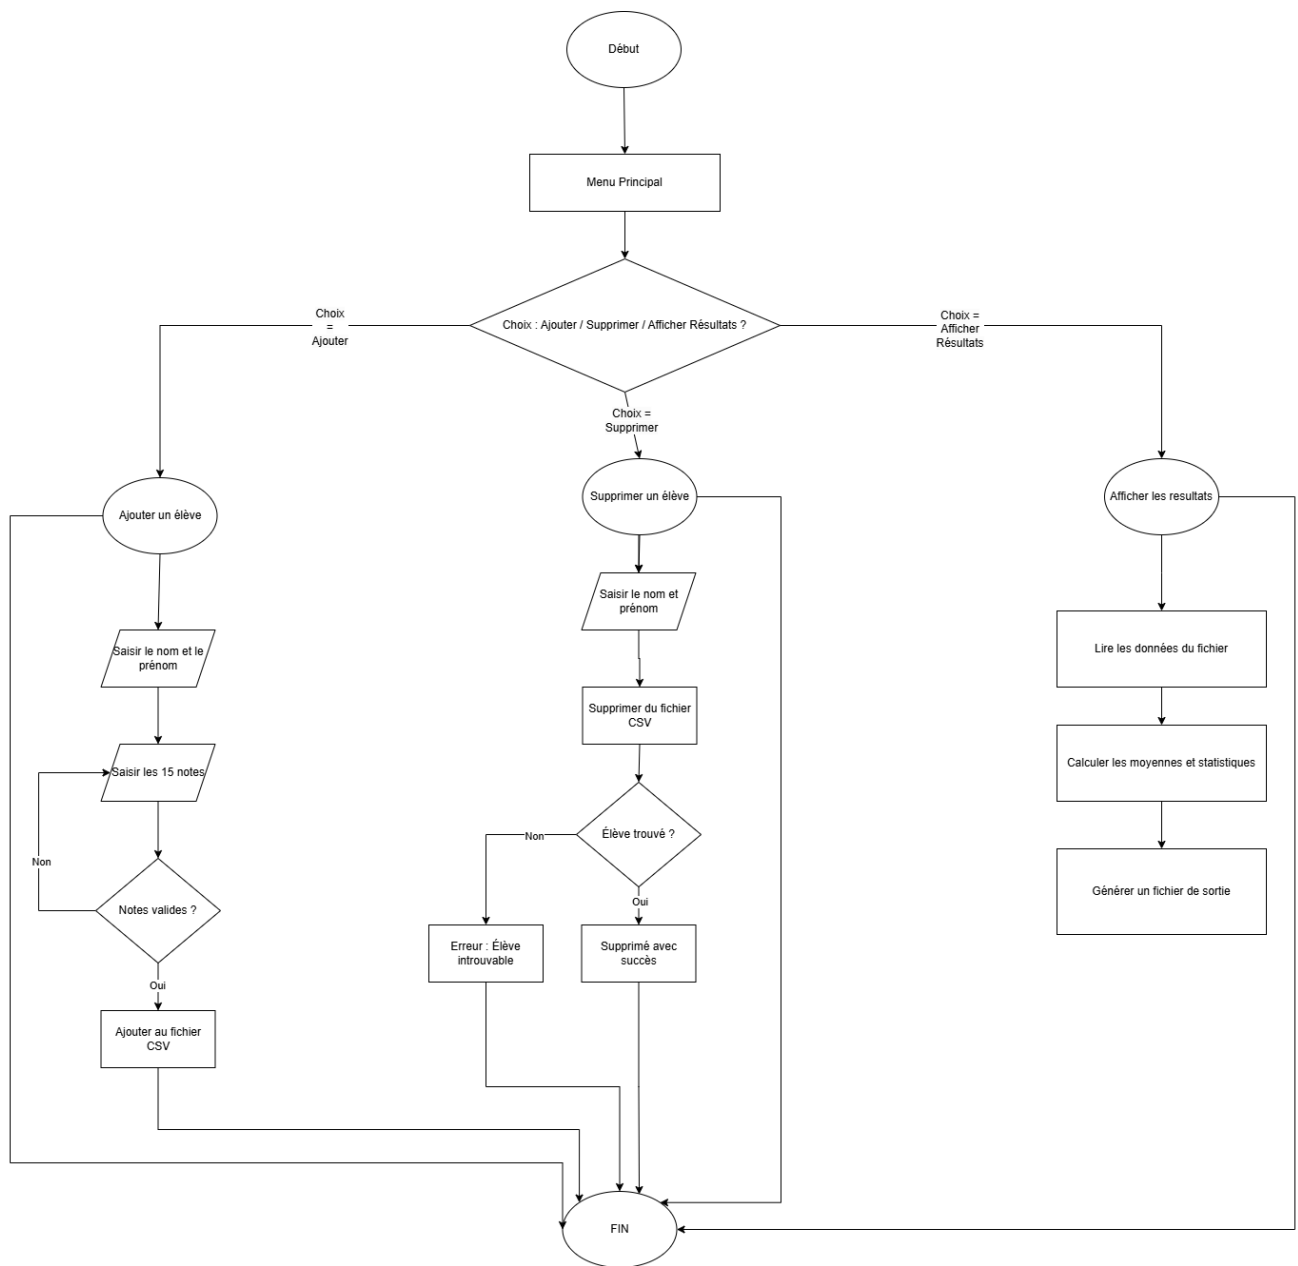 Début
Menu Principal
Choix : Ajouter / Supprimer / Afficher Résultats ?
Choix
=
Ajouter
Choix =
Supprimer
Choix =
Afficher
Résultats
Ajouter un élève
Supprimer un élève
Afficher les resultats
Saisir le nom et le
prénom
Saisir les 15 notes
Notes valides ?
Non
Oui
Ajouter au fichier
CSV
Saisir le nom et
prénom
Supprimer du fichier
CSV
Élève trouvé ?
Non
Oui
Erreur : Élève
introuvable
Supprimé avec
succès
Lire les données du fichier
Calculer les moyennes et statistiques
Générer un fichier de sortie
FIN